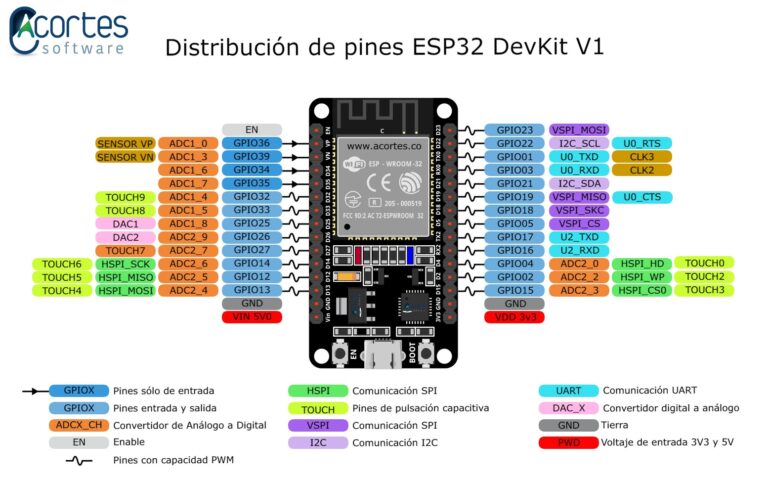 Acortes
software
Distribución de pines ESP32 DevKit V1
EN
SENSOR VP ADC1_0 GPIO36
SENSOR VN ADC1_3 GPIO39
ADC1_6 GPIO34
ADC1_7 GPIO35
TOUCH9 ADC1_4 GPIO32
TOUCH8 ADC1_5 GPIO33
DAC1 ADC1_8 GPIO25
DAC2 ADC2_9 GPIO26
TOUCH7 ADC2_7 GPIO27
TOUCH6 HSPI_SCK ADC2_6 GPIO14
TOUCH5 HSPI_MISO ADC2_5 GPIO12
TOUCH4 HSPI_MOSI ADC2_4 GPIO13
GND
VIN 5V0
EN VP VN D34 D35 D32 D33 D25 D26 D27 D14 D12 D13 GND Vin
www.acortes.co
Wi Fi ESP - WROOM-32
CE
R 205 - 000519
FCC 9D:2 AC T2-ESPWROOM 32
D23 D22 TX0 RX0 D21 D19 D18 D5 TX2 RX2 D4 D2 D15 GND 3V3
EN
BOOT
GPIO23 VSPI_MOSI
GPIO22 I2C_SCL U0_RTS
GPIO01 U0_TXD CLK3
GPIO03 U0_RXD CLK2
GPIO21 I2C_SDA
GPIO19 VSPI_MISO U0_CTS
GPIO18 VSPI_SKC
GPIO05 VSPI_CS
GPIO17 U2_TXD
GPIO16 U2_RXD
GPIO04 ADC2_0 HSPI_HD TOUCH0
GPIO02 ADC2_2 HSPI_WP TOUCH2
GPIO15 ADC2_3 HSPI_CS0 TOUCH3
GND
VDD 3v3
GPIOX Pines sólo de entrada
GPIOX Pines entrada y salida
ADCX_CH Convertidor de Análogo a Digital
EN Enable
Pines con capacidad PWM
HSPI Comunicación SPI
TOUCH Pines de pulsación capacitiva
VSPI Comunicación SPI
I2C Comunicación I2C
UART Comunicación UART
DAC_X Convertidor digital a análogo
GND Tierra
PWD Voltaje de entrada 3V3 y 5V